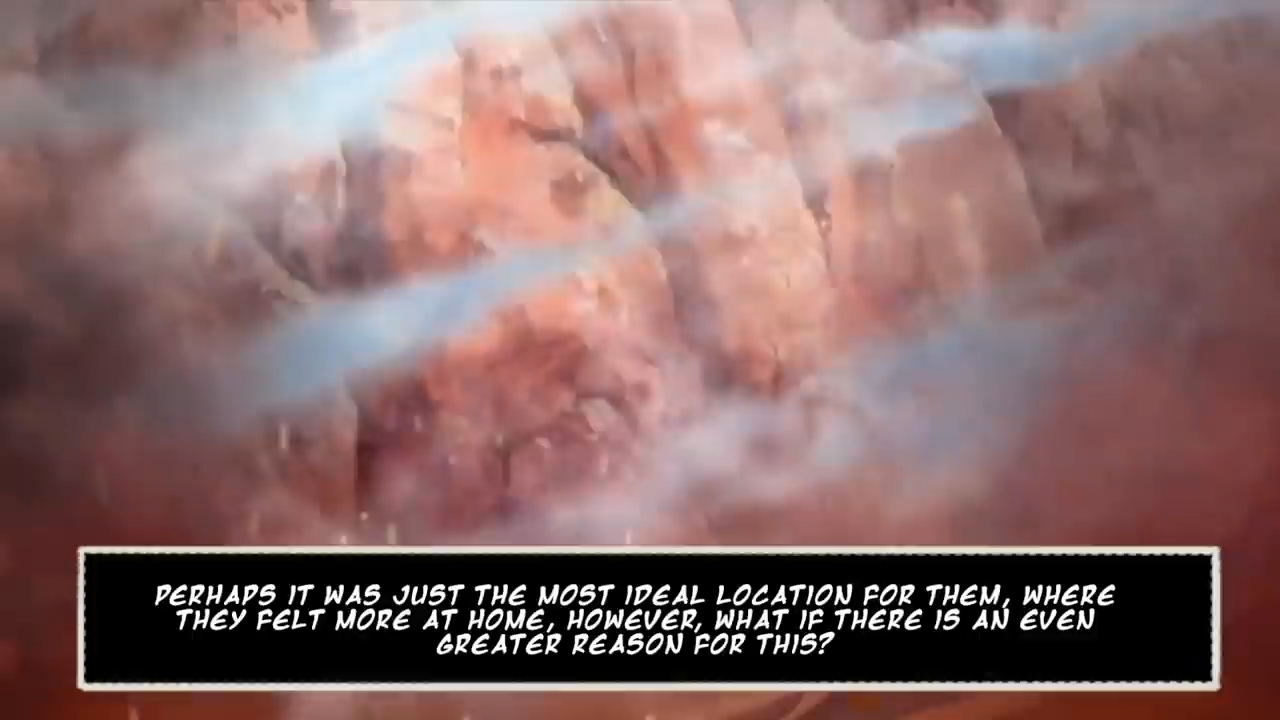 PERHAPS IT WAS JUST THE MOST IDEAL LOCATION FOR THEM, WHERE
THEY FELT MORE AT HOME, HOWEVER, WHAT IF THERE IS AN EVEN
GREATER REASON FOR THIS?